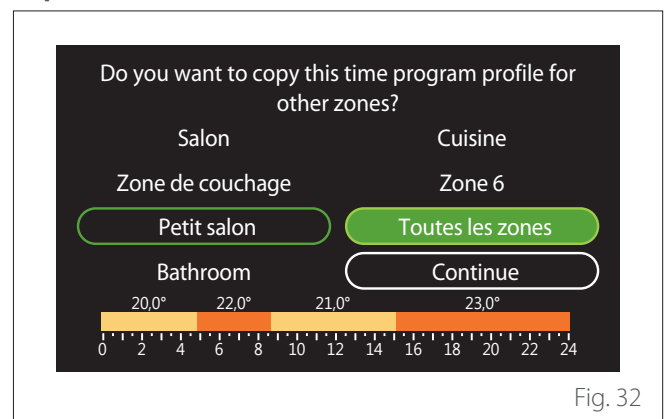 Do you want to copy this time program profile for
other zones?
Salon Cuisine
Zone de couchage Zone 6
Petit salon Toutes les zones
Bathroom Continue
20,0° 22,0° 21,0° 23,0°
0 2 4 6 8 10 12 14 16 18 20 22 24
Fig. 32